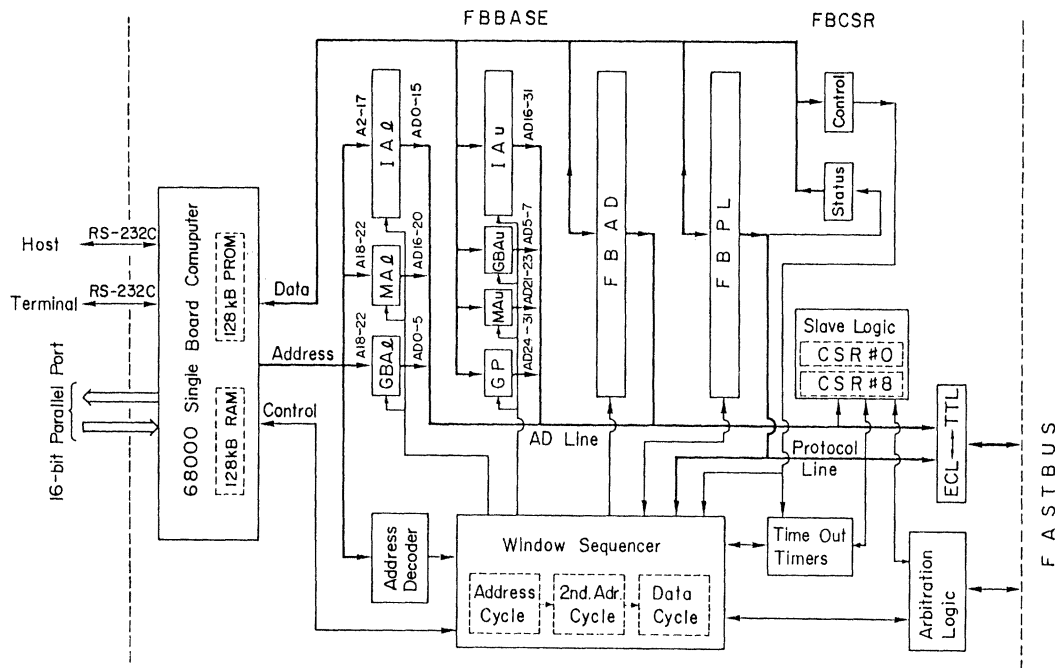 FBBASE
FBCSR
Host
RS-232C
Terminal
RS-232C
16-bit Parallel Port
68000 Single Board Comuputer
128kB PROM
128kB RAM
Data
Address
Control
A2-17
IAℓ
AD0-15
A18-22
MAℓ
AD16-20
A18-22
GBAℓ
AD0-5
IAu
AD16-31
GBAu
AD5-7
MAu
AD21-23
GP
AD24-31
FBAD
FBPL
Control
Status
Slave Logic
CSR #0
CSR #8
AD Line
Protocol
Line
ECL
TTL
FASTBUS
Address
Decoder
Window Sequencer
Address
Cycle
2nd. Adr.
Cycle
Data
Cycle
Time Out
Timers
Arbitration
Logic